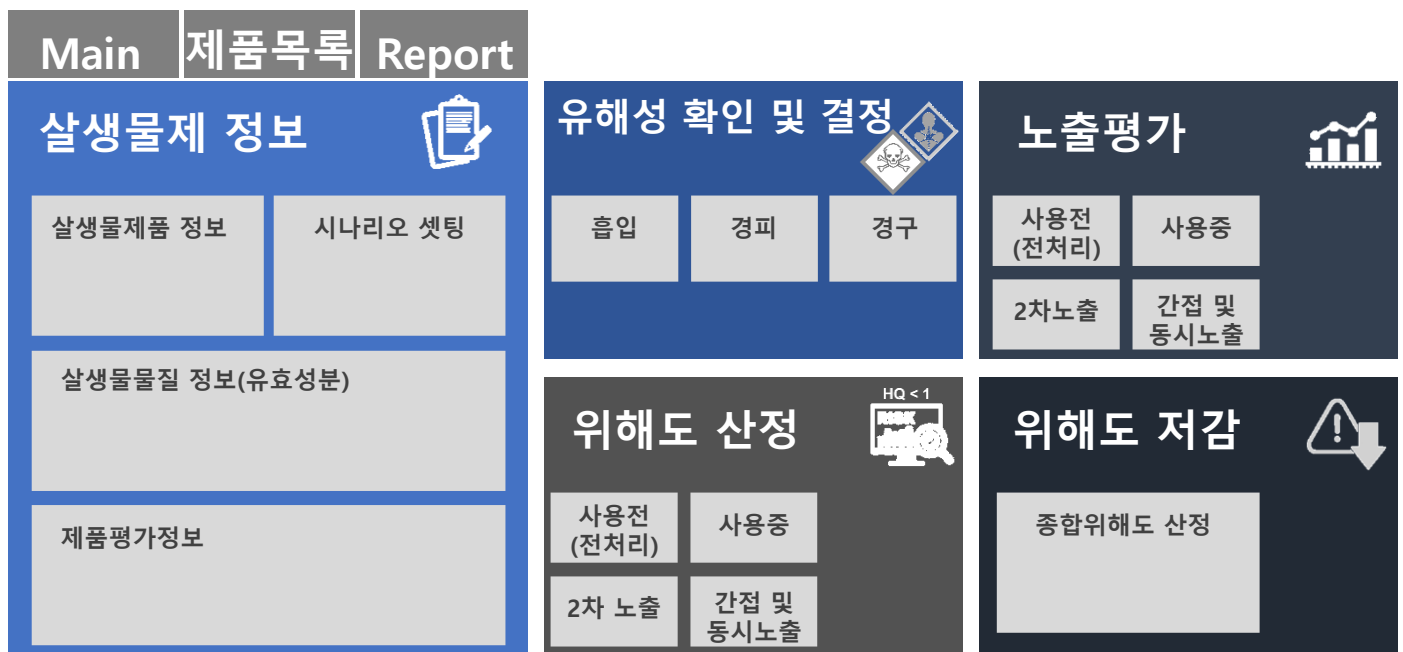 Main
제품목록
Report
살생물제 정보
살생물제품 정보
시나리오 셋팅
살생물물질 정보(유효성분)
제품평가정보
유해성 확인 및 결정
흡입
경피
경구
노출평가
사용전
(전처리)
사용중
2차노출
간접 및
동시노출
위해도 산정
HQ < 1
RISK
사용전
(전처리)
사용중
2차 노출
간접 및
동시노출
위해도 저감
종합위해도 산정